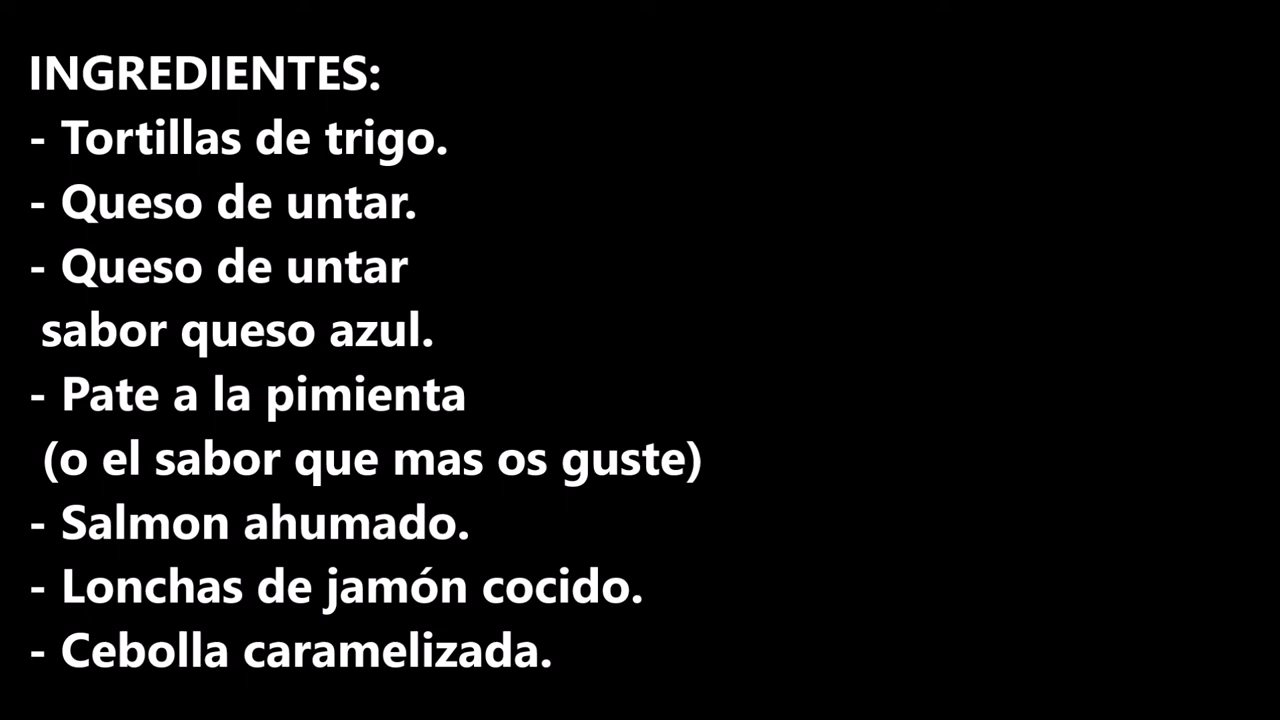 INGREDIENTES:
- Tortillas de trigo.
- Queso de untar.
- Queso de untar
sabor queso azul.
- Pate a la pimienta
(o el sabor que mas os guste)
- Salmon ahumado.
- Lonchas de jamón cocido.
- Cebolla caramelizada.